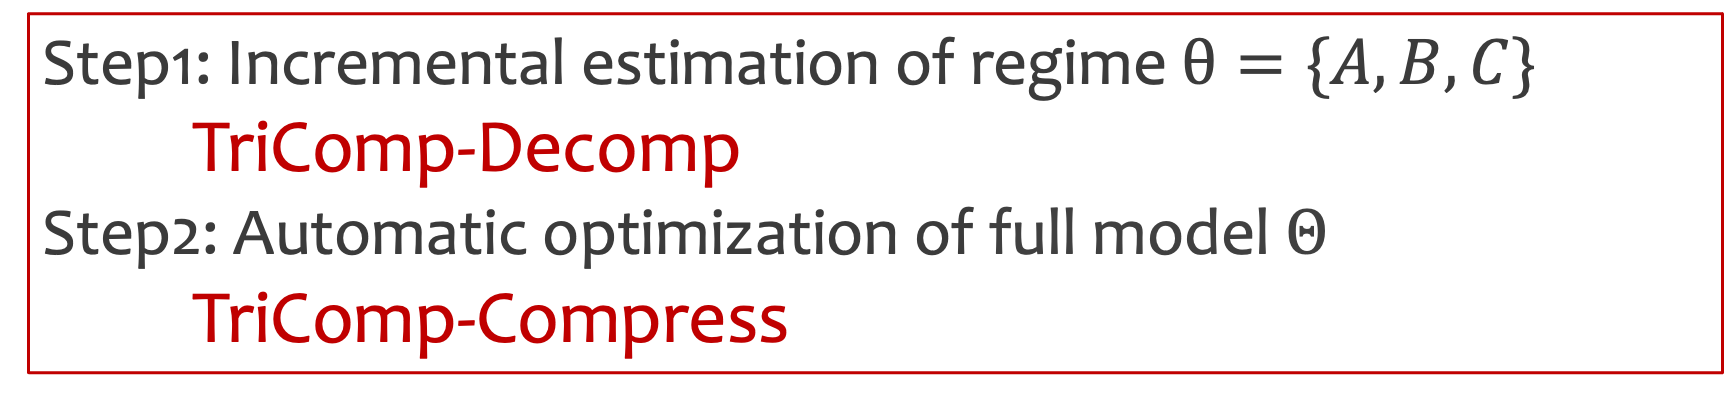 Step1: Incremental estimation of regime θ = {A, B, C}
TriComp-Decomp
Step2: Automatic optimization of full model Θ
TriComp-Compress